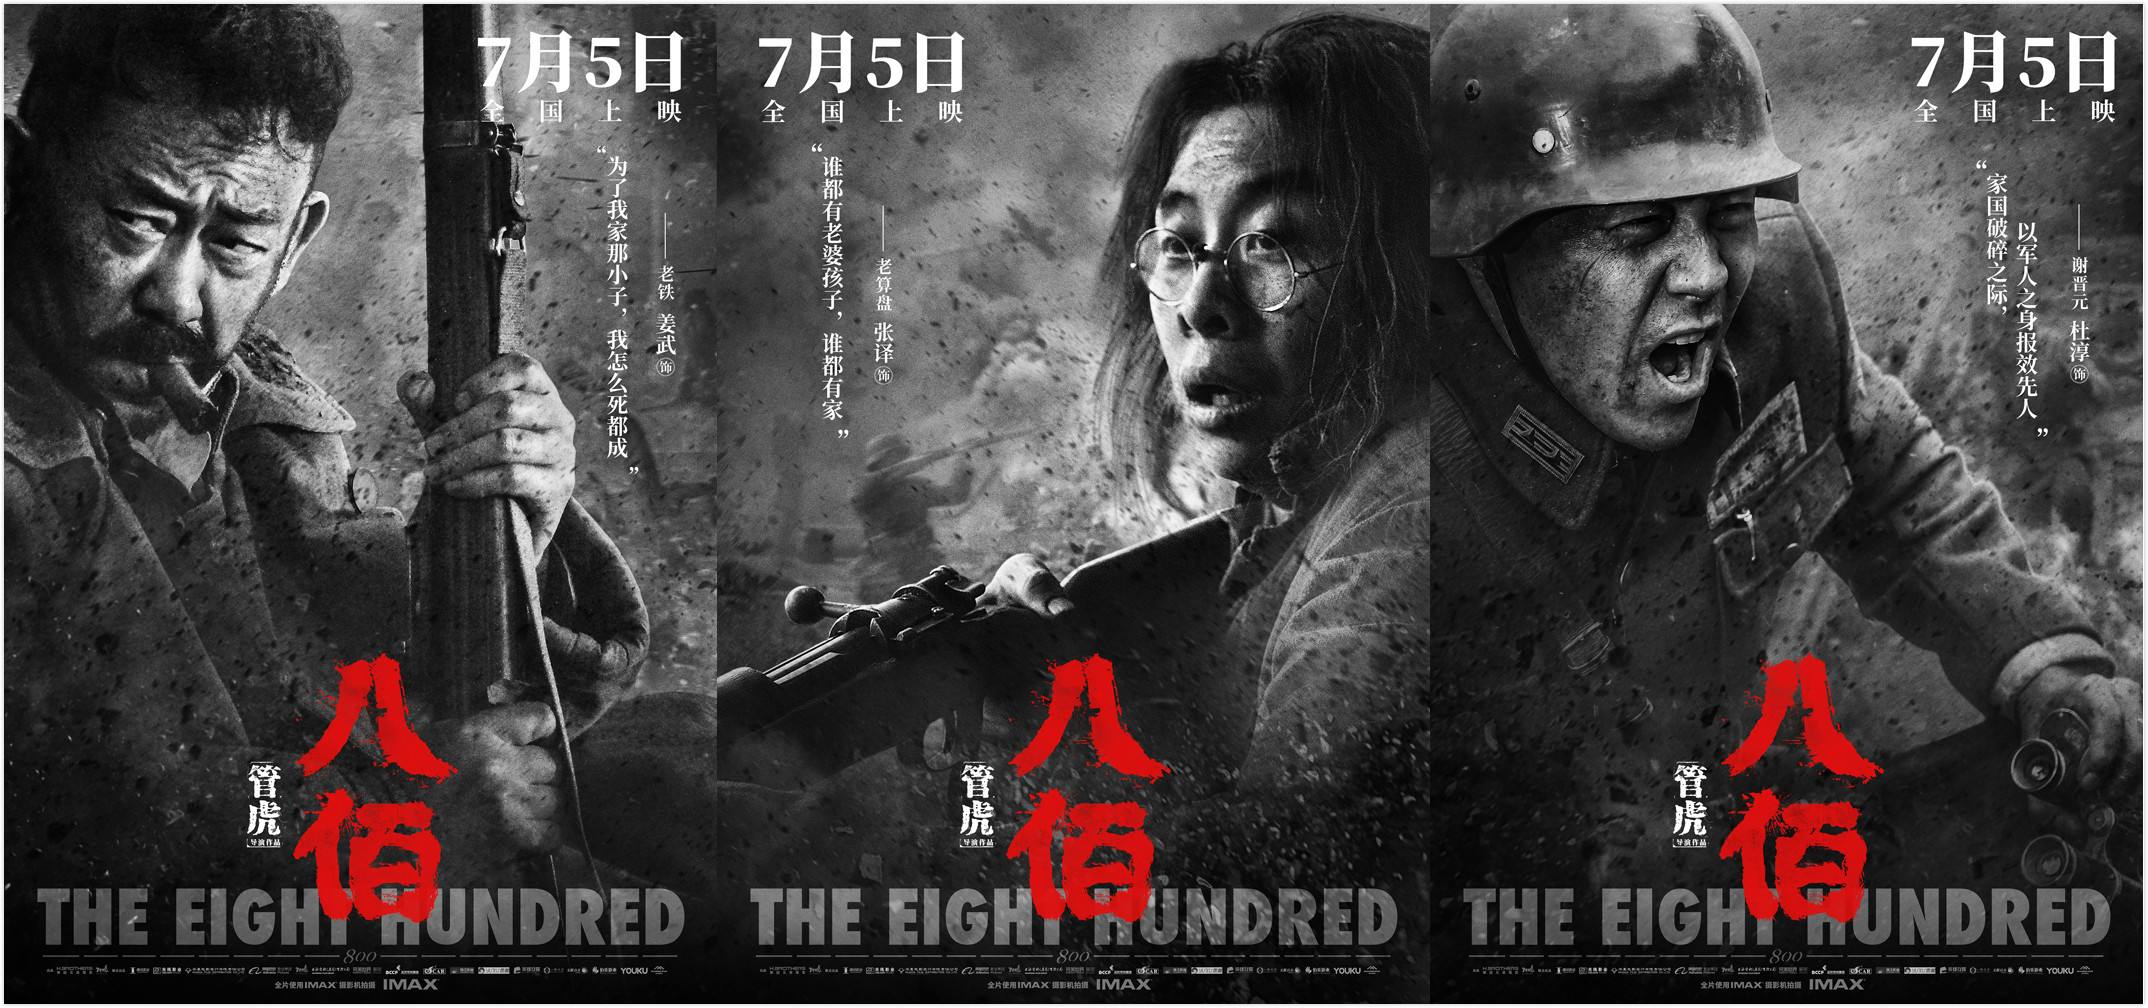 7月5日
全国上映
“为了我家那小子，我怎么死都成”
——老铁 姜武 饰
八佰
管虎
导演作品
THE EIGHT HUNDRED
800
YOUKU
全片使用IMAX摄影机拍摄 IMAX
7月5日
全国上映
“谁都有老婆孩子，谁都有家”
——老算盘 张译 饰
八佰
管虎
导演作品
THE EIGHT HUNDRED
800
YOUKU
全片使用IMAX摄影机拍摄 IMAX
7月5日
全国上映
“家国破碎之际，
以军人之身报效先人”
——谢晋元 杜淳 饰
八佰
管虎
导演作品
THE EIGHT HUNDRED
800
YOUKU
全片使用IMAX摄影机拍摄 IMAX